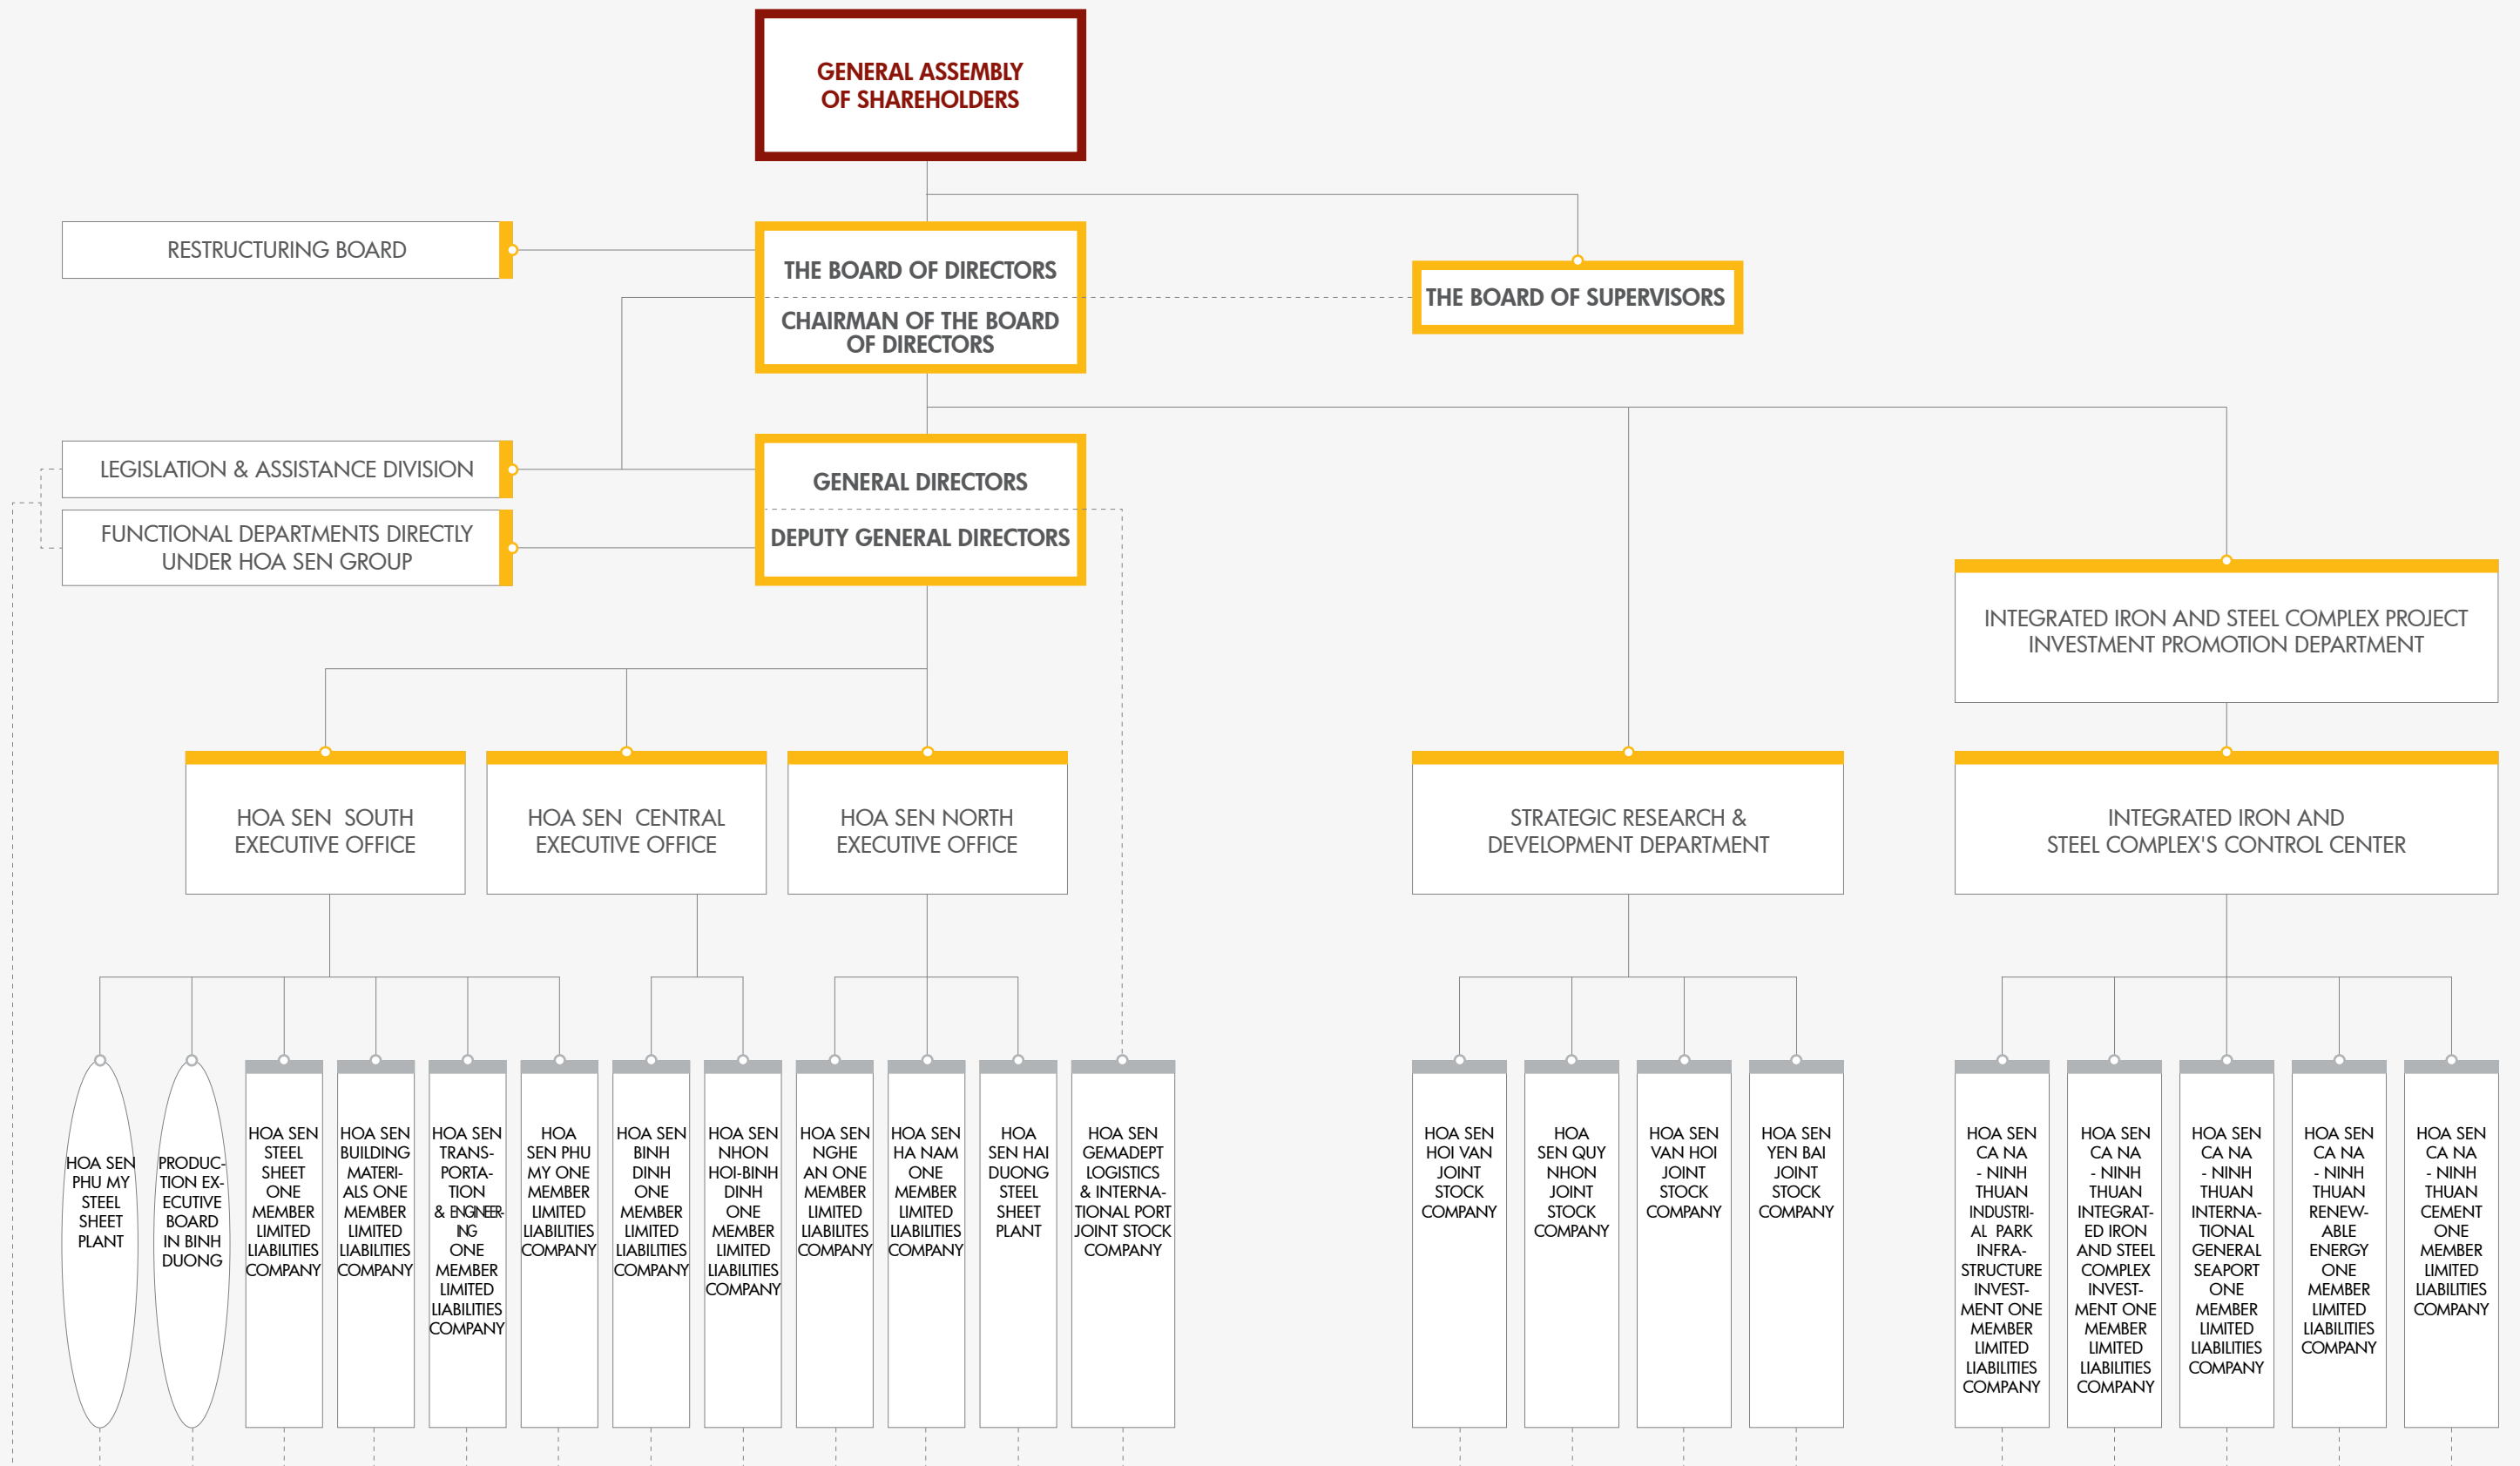 GENERAL ASSEMBLY
OF SHAREHOLDERS
RESTRUCTURING BOARD
THE BOARD OF DIRECTORS
CHAIRMAN OF THE BOARD
OF DIRECTORS
THE BOARD OF SUPERVISORS
LEGISLATION & ASSISTANCE DIVISION
FUNCTIONAL DEPARTMENTS DIRECTLY
UNDER HOA SEN GROUP
GENERAL DIRECTORS
DEPUTY GENERAL DIRECTORS
INTEGRATED IRON AND STEEL COMPLEX PROJECT
INVESTMENT PROMOTION DEPARTMENT
HOA SEN SOUTH
EXECUTIVE OFFICE
HOA SEN CENTRAL
EXECUTIVE OFFICE
HOA SEN NORTH
EXECUTIVE OFFICE
STRATEGIC RESEARCH &
DEVELOPMENT DEPARTMENT
INTEGRATED IRON AND
STEEL COMPLEX'S CONTROL CENTER
HOA SEN
PHU MY
STEEL
SHEET
PLANT
PRODUC-
TION EX-
ECUTIVE
BOARD
IN BINH
DUONG
HOA SEN
STEEL
SHEET
ONE
MEMBER
LIMITED
LIABILITIES
COMPANY
HOA SEN
BUILDING
MATERI-
ALS ONE
MEMBER
LIMITED
LIABILITIES
COMPANY
HOA SEN
TRANS-
PORTA-
TION
& ENGINEER-
ING
ONE
MEMBER
LIMITED
LIABILITIES
COMPANY
HOA
SEN PHU
MY ONE
MEMBER
LIMITED
LIABILITIES
COMPANY
HOA SEN
BINH
DINH
ONE
MEMBER
LIMITED
LIABILITIES
COMPANY
HOA SEN
NHON
HOI-BINH
DINH
ONE
MEMBER
LIMITED
LIABILITIES
COMPANY
HOA SEN
NGHE
AN ONE
MEMBER
LIMITED
LIABILITES
COMPANY
HOA SEN
HA NAM
ONE
MEMBER
LIMITED
LIABILITIES
COMPANY
HOA
SEN HAI
DUONG
STEEL
SHEET
PLANT
HOA SEN
GEMADEPT
LOGISTICS
& INTERNA-
TIONAL PORT
JOINT STOCK
COMPANY
HOA SEN
HOI VAN
JOINT
STOCK
COMPANY
HOA
SEN QUY
NHON
JOINT
STOCK
COMPANY
HOA SEN
VAN HOI
JOINT
STOCK
COMPANY
HOA SEN
YEN BAI
JOINT
STOCK
COMPANY
HOA SEN
CA NA
- NINH
THUAN
INDUSTRI-
AL PARK
INFRA-
STRUCTURE
INVEST-
MENT ONE
MEMBER
LIMITED
LIABILITIES
COMPANY
HOA SEN
CA NA
- NINH
THUAN
INTEGRAT-
ED IRON
AND STEEL
COMPLEX
INVEST-
MENT ONE
MEMBER
LIMITED
LIABILITIES
COMPANY
HOA SEN
CA NA
- NINH
THUAN
INTERNA-
TIONAL
GENERAL
SEAPORT
ONE
MEMBER
LIMITED
LIABILITIES
COMPANY
HOA SEN
CA NA
- NINH
THUAN
RENEW-
ABLE
ENERGY
ONE
MEMBER
LIMITED
LIABILITIES
COMPANY
HOA SEN
CA NA
- NINH
THUAN
CEMENT
ONE
MEMBER
LIMITED
LIABILITIES
COMPANY